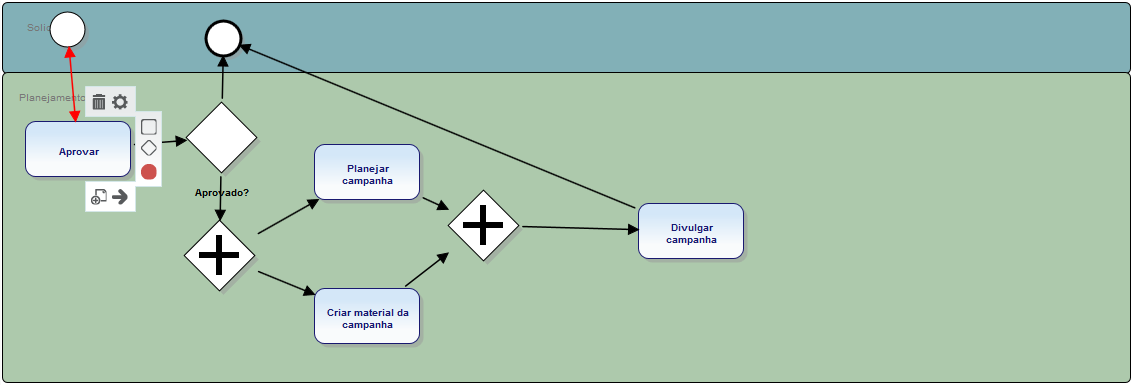 Planejamento
Aprovar
Aprovado?
Planejar
campanha
Criar material da
campanha
Divulgar
campanha